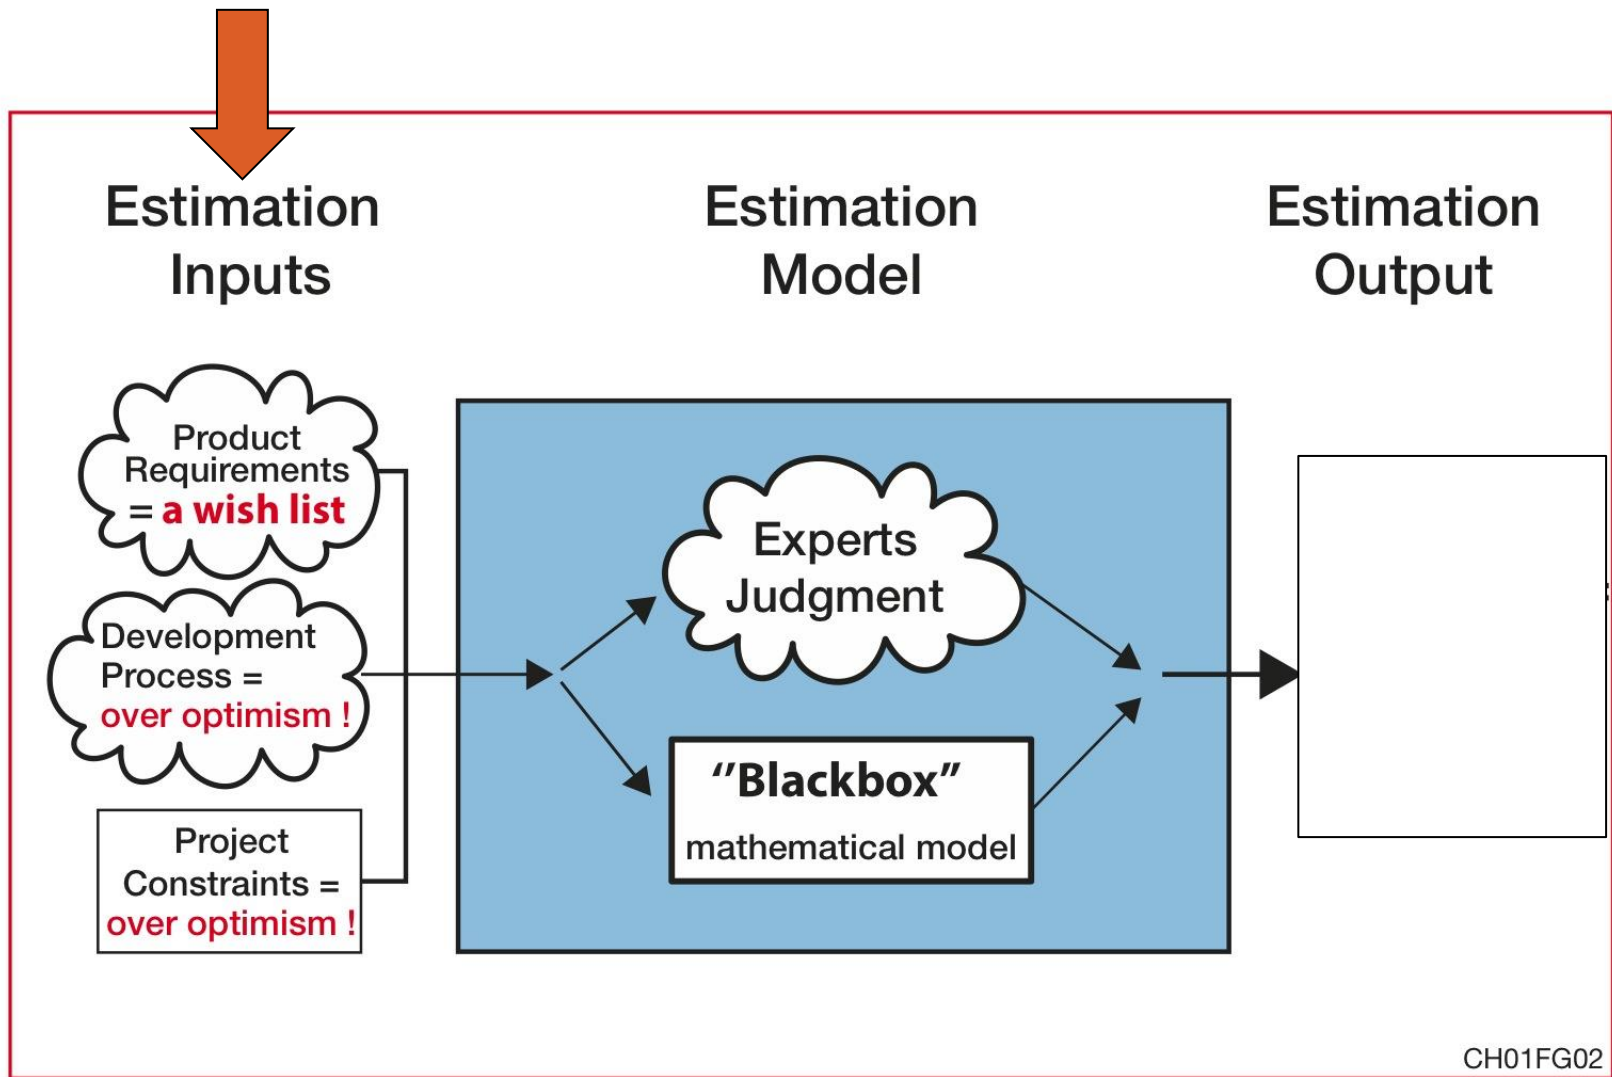 Estimation
Inputs
Estimation
Model
Estimation
Output
Product
Requirements
= a wish list
Development
Process =
over optimism !
Project
Constraints =
over optimism !
Experts
Judgment
‘‘Blackbox”
mathematical model
CH01FG02